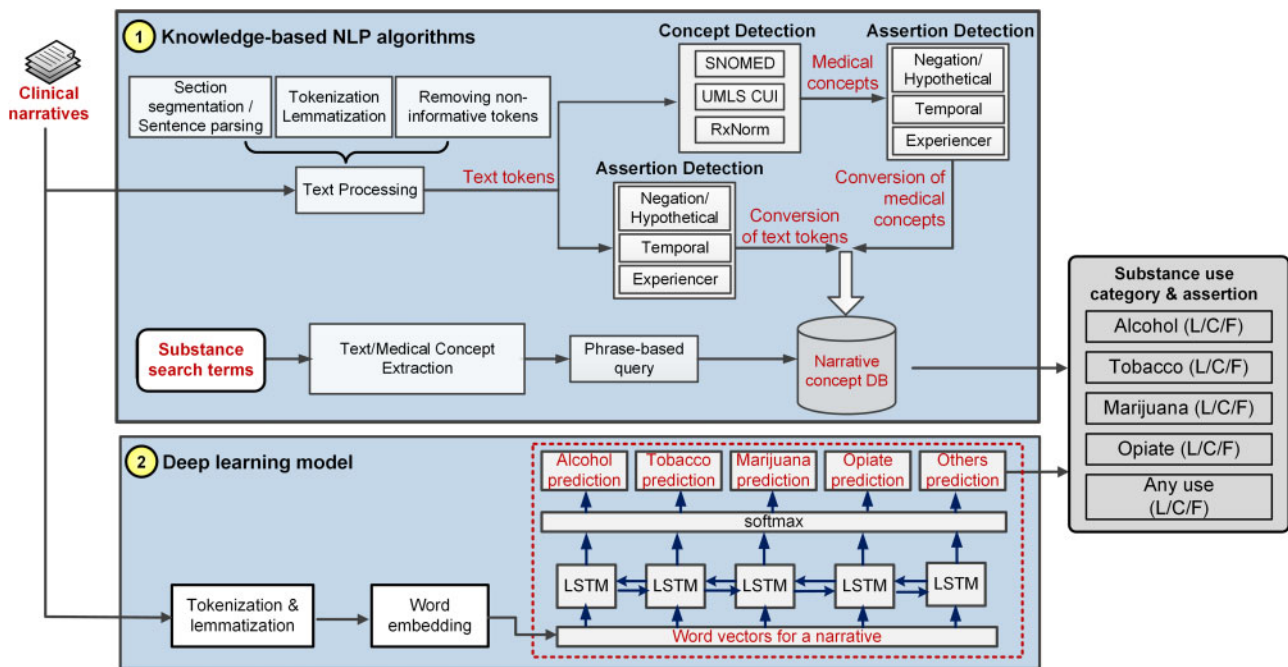 1 Knowledge-based NLP algorithms
Clinical
narratives
Section
segmentation /
Sentence parsing
Tokenization
Lemmatization
Removing non-
informative tokens
Text Processing
Text tokens
Concept Detection
SNOMED
UMLS CUI
RxNorm
Medical
concepts
Assertion Detection
Negation/
Hypothetical
Temporal
Experiencer
Conversion of
medical
concepts
Assertion Detection
Negation/
Hypothetical
Temporal
Experiencer
Conversion
of text tokens
Substance
search terms
Text/Medical Concept
Extraction
Phrase-based
query
Narrative
concept DB
2 Deep learning model
Tokenization &
lemmatization
Word
embedding
Alcohol
prediction
Tobacco
prediction
Marijuana
prediction
Opiate
prediction
Others
prediction
softmax
LSTM
LSTM
LSTM
LSTM
LSTM
Word vectors for a narrative
Substance use
category & assertion
Alcohol (L/C/F)
Tobacco (L/C/F)
Marijuana (L/C/F)
Opiate (L/C/F)
Any use
(L/C/F)